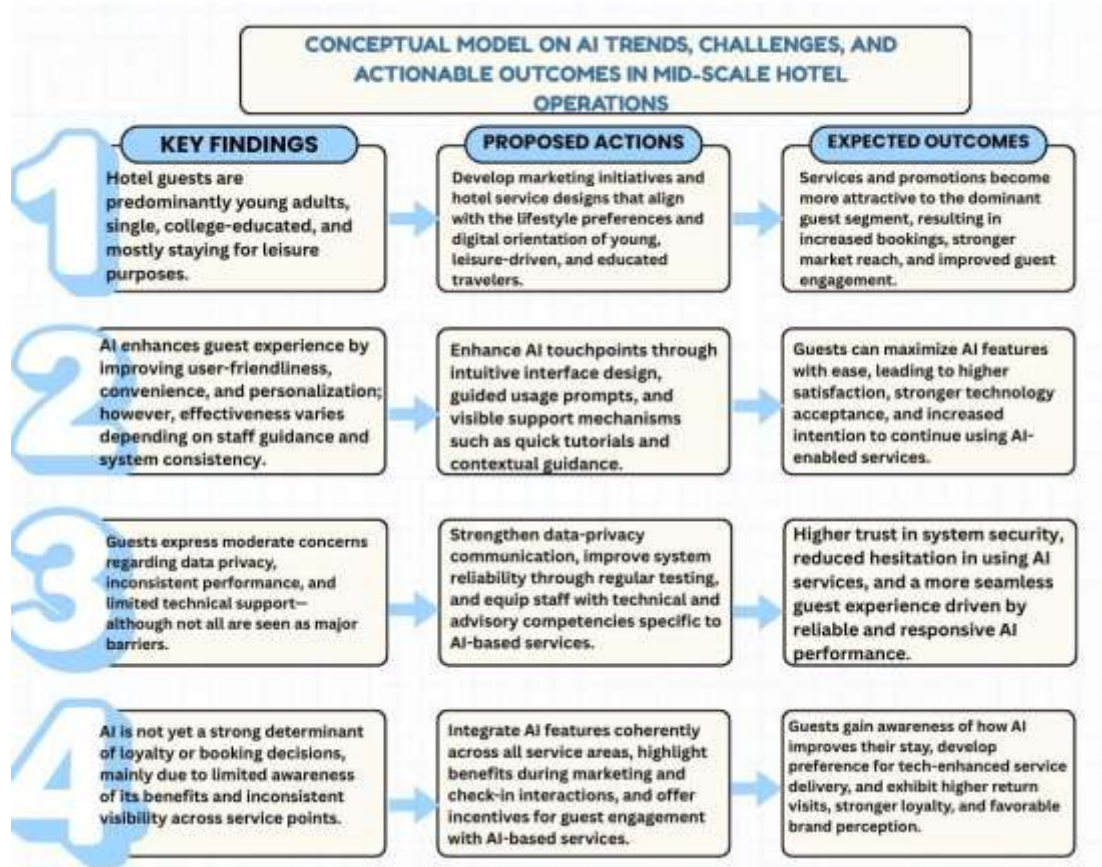 CONCEPTUAL MODEL ON AI TRENDS, CHALLENGES, AND
ACTIONABLE OUTCOMES IN MID-SCALE HOTEL
OPERATIONS
1
KEY FINDINGS
Hotel guests are
predominantly young adults,
single, college-educated, and
mostly staying for leisure
purposes.
PROPOSED ACTIONS
Develop marketing initiatives and
hotel service designs that align
with the lifestyle preferences and
digital orientation of young,
leisure-driven, and educated
travelers.
EXPECTED OUTCOMES
Services and promotions become
more attractive to the dominant
guest segment, resulting in
increased bookings, stronger
market reach, and improved guest
engagement.
2
AI enhances guest experience by
improving user-friendliness,
convenience, and personalization;
however, effectiveness varies
depending on staff guidance and
system consistency.
Enhance AI touchpoints through
intuitive interface design,
guided usage prompts, and
visible support mechanisms
such as quick tutorials and
contextual guidance.
Guests can maximize AI features
with ease, leading to higher
satisfaction, stronger technology
acceptance, and increased
intention to continue using AI-
enabled services.
3
Guests express moderate concerns
regarding data privacy,
inconsistent performance, and
limited technical support—
although not all are seen as major
barriers.
Strengthen data-privacy
communication, improve system
reliability through regular testing,
and equip staff with technical and
advisory competencies specific to
AI-based services.
Higher trust in system security,
reduced hesitation in using AI
services, and a more seamless
guest experience driven by
reliable and responsive AI
performance.
4
AI is not yet a strong determinant
of loyalty or booking decisions,
mainly due to limited awareness
of its benefits and inconsistent
visibility across service points.
Integrate AI features coherently
across all service areas, highlight
benefits during marketing and
check-in interactions, and offer
incentives for guest engagement
with AI-based services.
Guests gain awareness of how AI
improves their stay, develop
preference for tech-enhanced service
delivery, and exhibit higher return
visits, stronger loyalty, and favorable
brand perception.